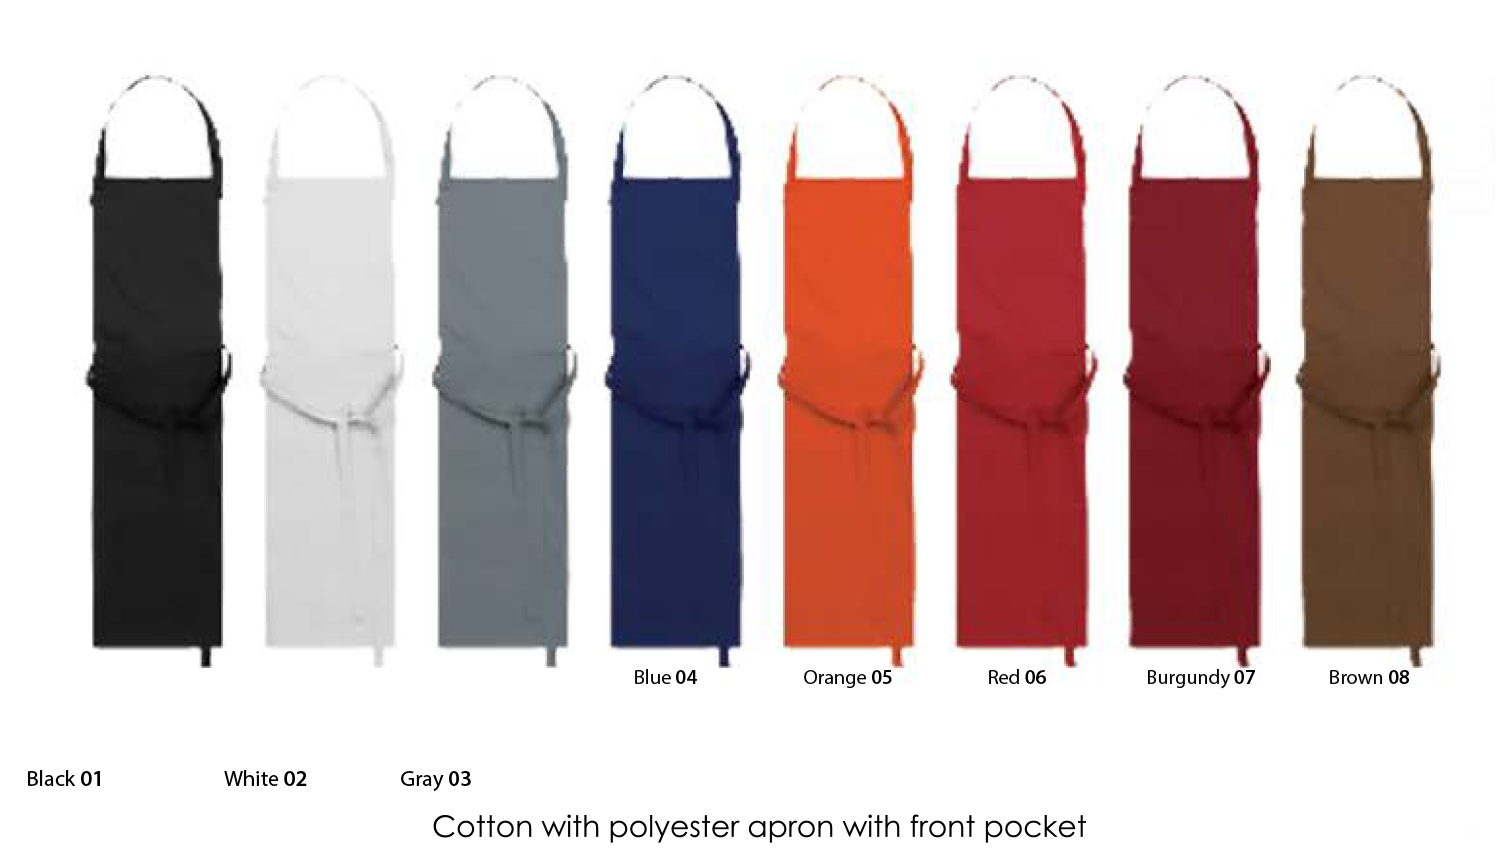 Blue 04
Orange 05
Red 06
Burgundy 07
Brown 08
Black 01
White 02
Gray 03
Cotton with polyester apron with front pocket